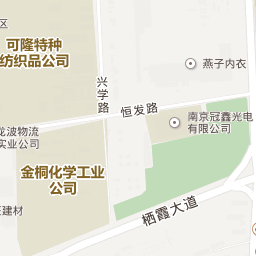 区
可隆特种
纺织品公司
燕子内衣
兴学路
恒发路
南京冠鑫光电
有限公司
龙波物流
实业公司
金桐化学工业
公司
建材
栖霞大道